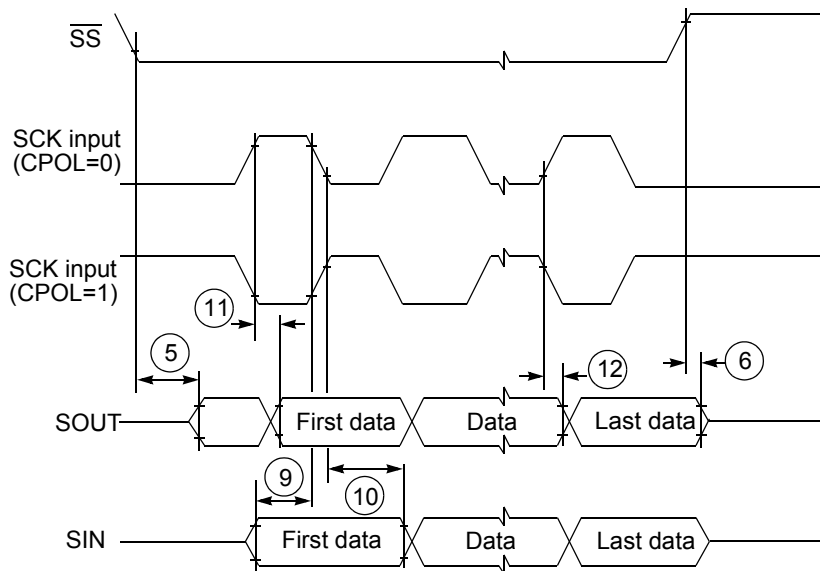 SS
SCK input
(CPOL=0)
SCK input
(CPOL=1)
11
5
12
6
SOUT
First data
Data
Last data
9
10
SIN
First data
Data
Last data